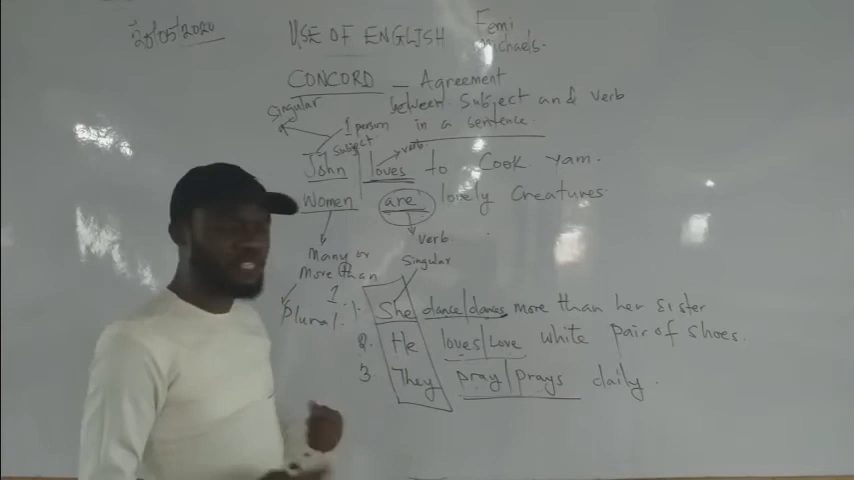 20/05/2020
USE OF ENGLISH
Femi
Michaels.
CONCORD — Agreement
between Subject and verb
in a sentence.
Singular
1 person
Subject
verb
John loves to Cook yam.
Women are lovely Creatures.
Many or
More than
1
Plural.
verb.
Singular
1. She dance/dances more than her sister
2. He loves/Love white pair of shoes.
3. They pray/prays daily.